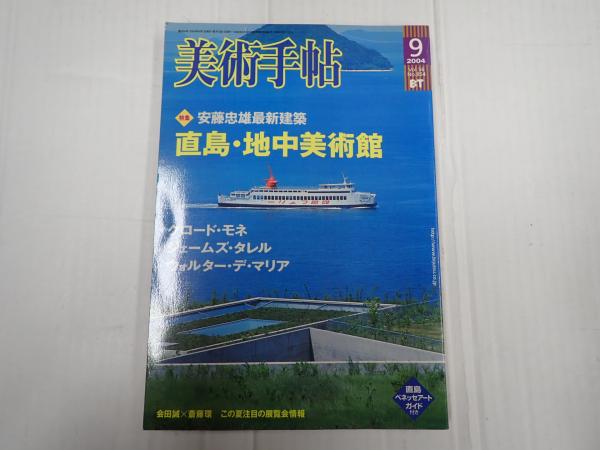 美術手帖
9
2004
No.854
BT
特集
安藤忠雄最新建築
直島・地中美術館
クロード・モネ
ジェームズ・タレル
ウォルター・デ・マリア
直島
ベネッセアート
ガイド
付き
会田誠×斎藤環 この夏注目の展覧会情報